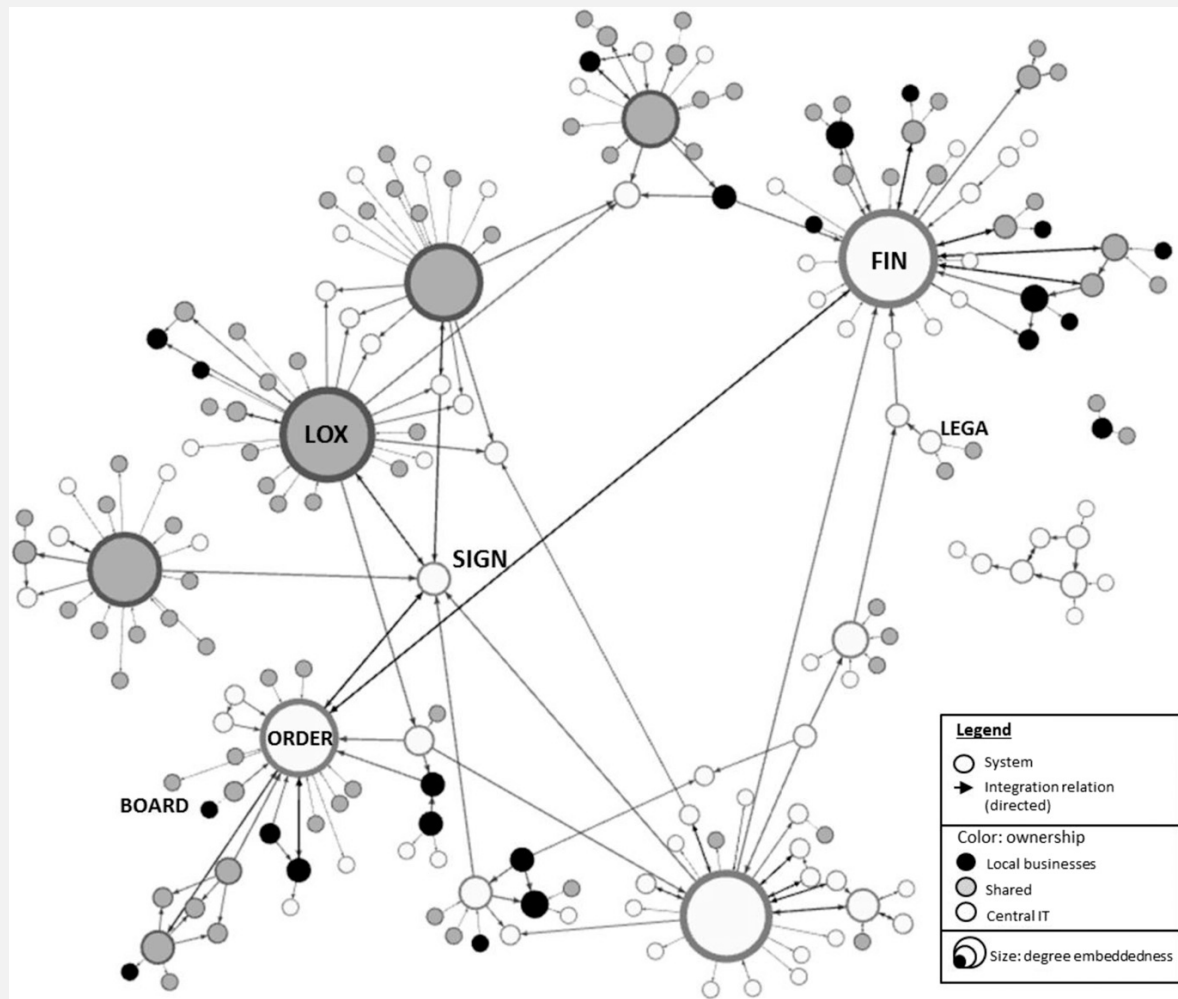 FIN
LOX
LEGA
SIGN
ORDER
BOARD
Legend
System
Integration relation
(directed)
Color: ownership
Local businesses
Shared
Central IT
Size: degree embeddedness